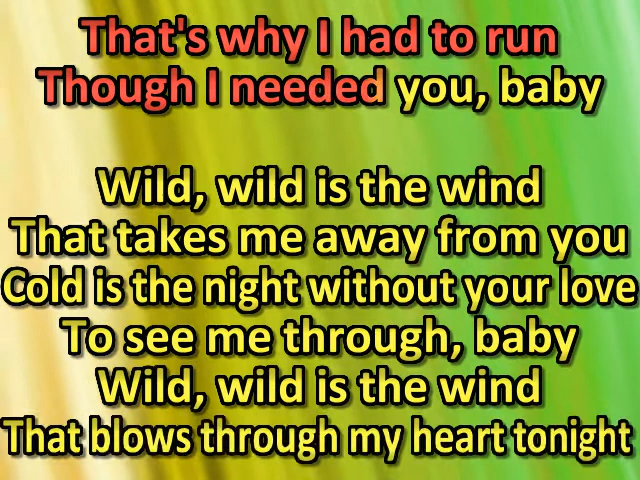 That's why I had to run
Though I needed you, baby
Wild, wild is the wind
That takes me away from you
Cold is the night without your love
To see me through, baby
Wild, wild is the wind
That blows through my heart tonight